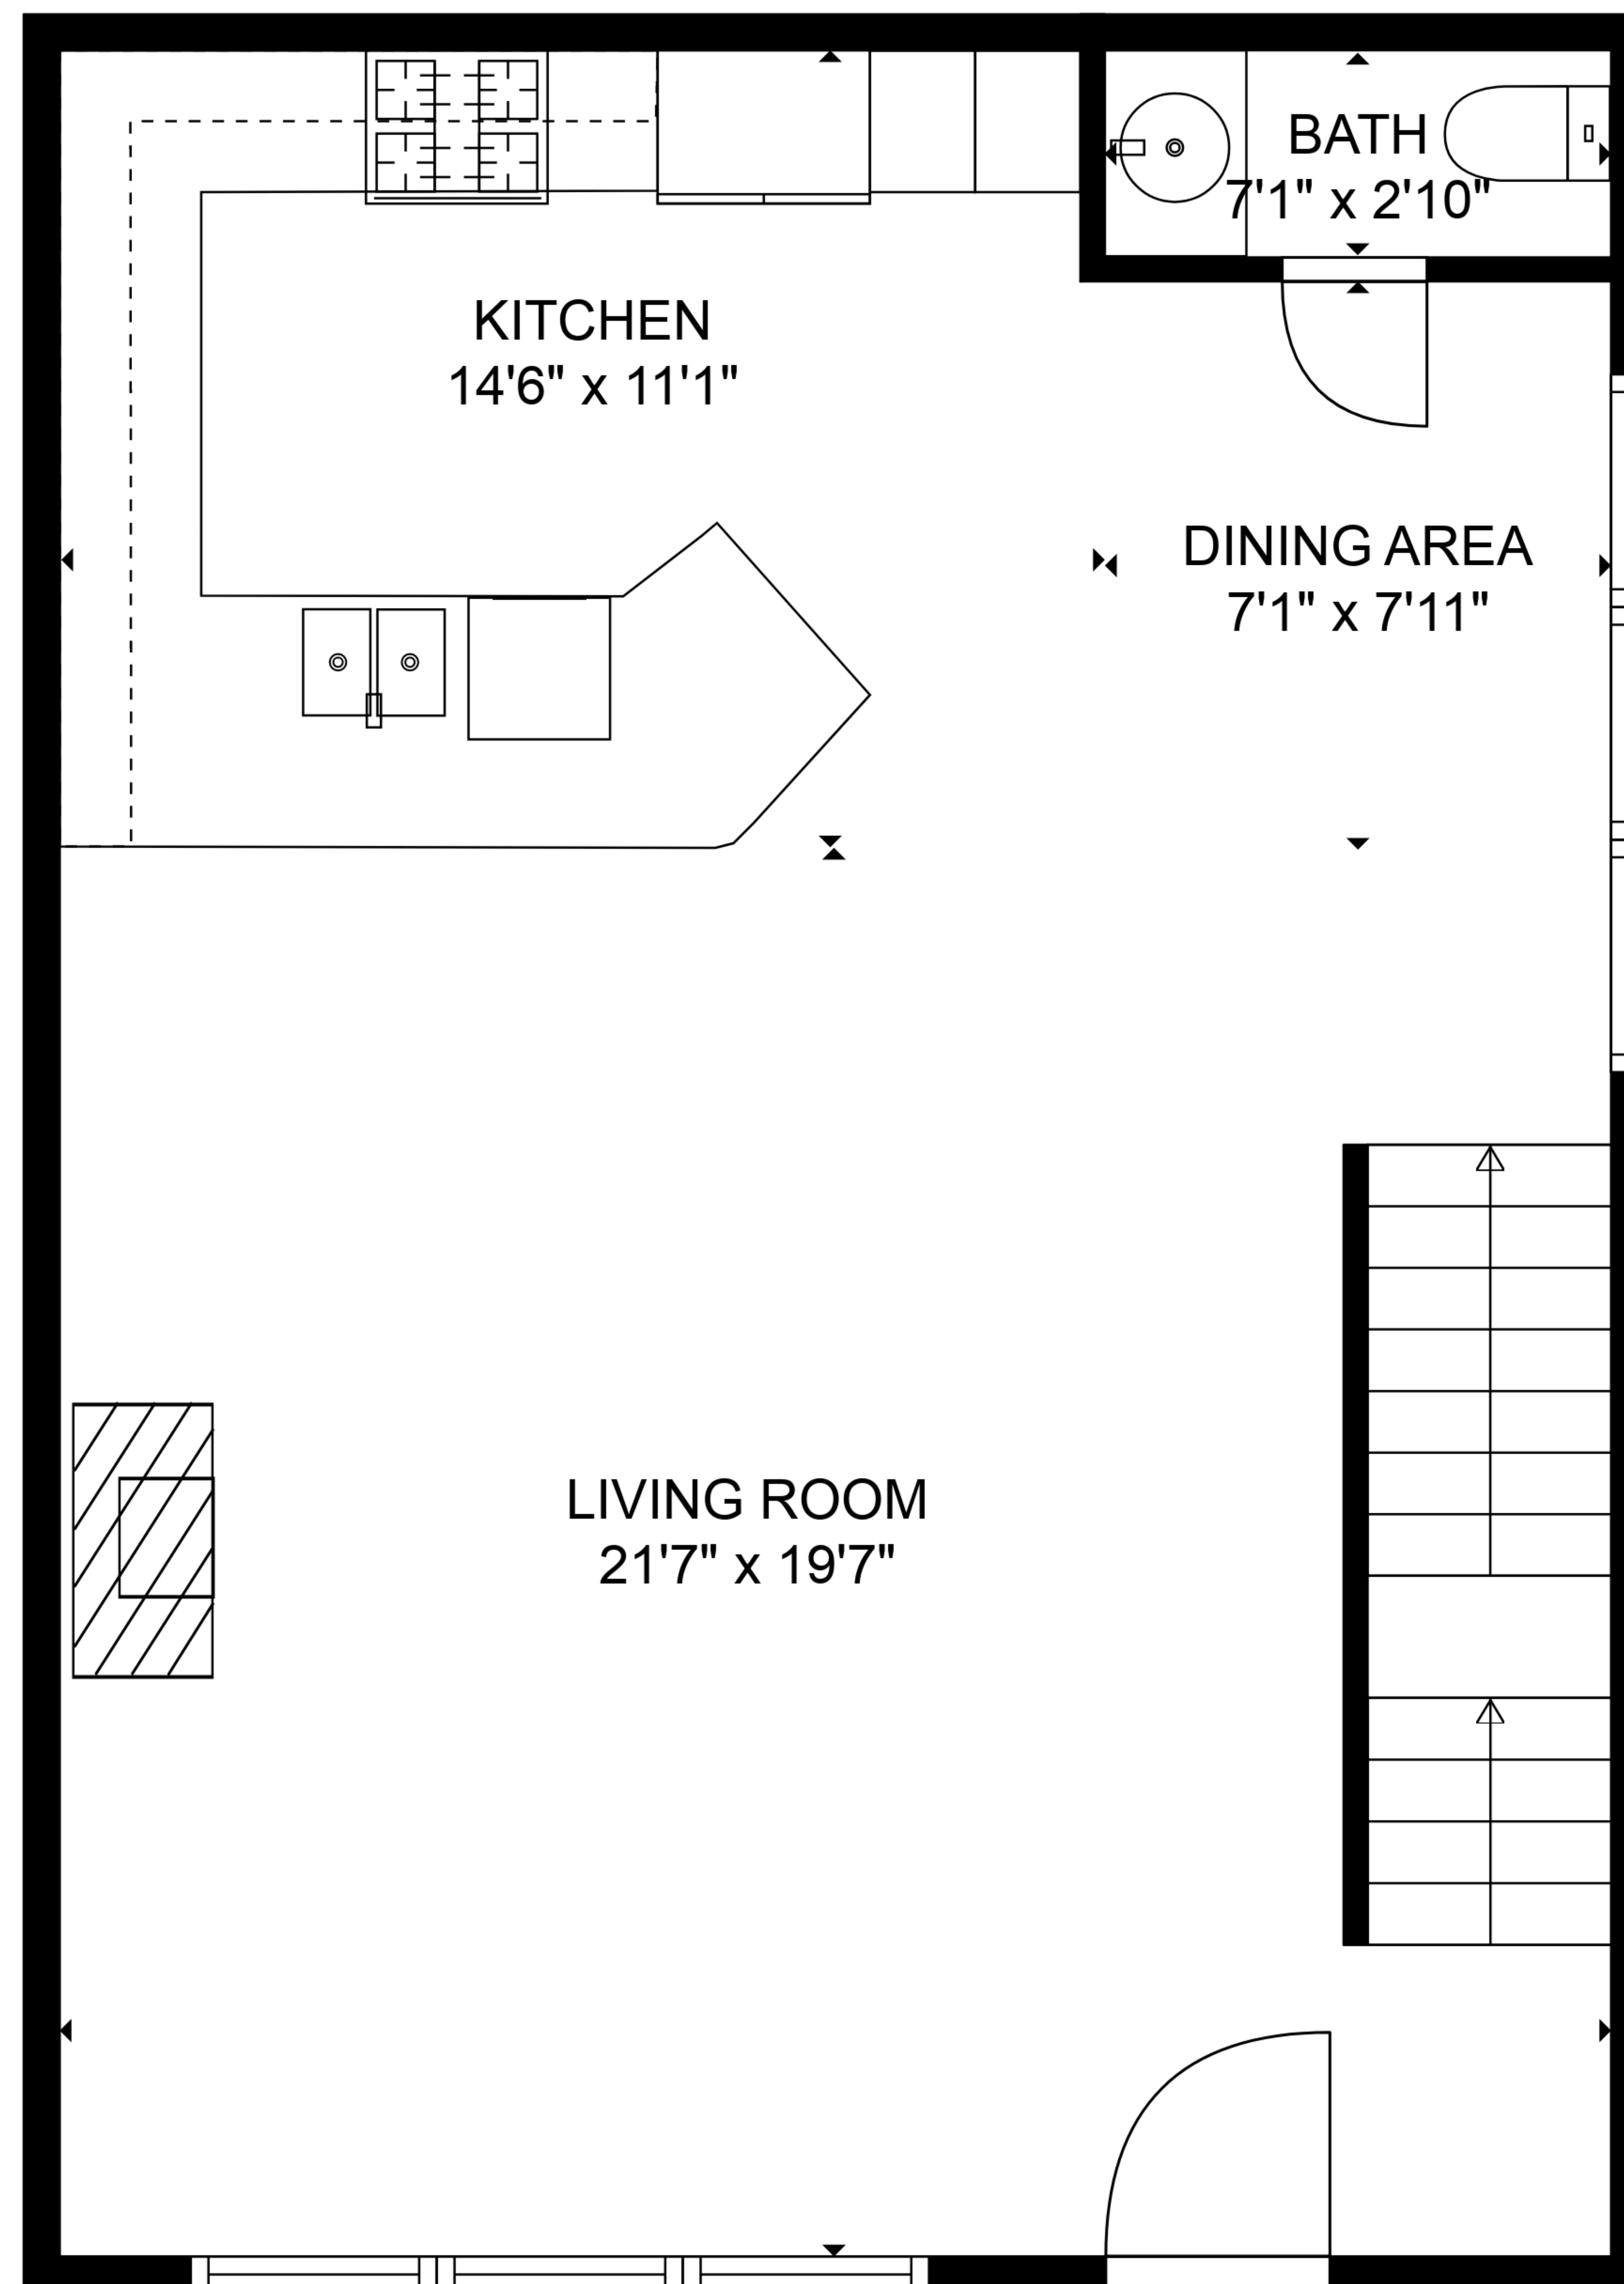 BATH
7'1" x 2'10"
KITCHEN
14'6" x 11'1"
DINING AREA
7'1" x 7'11"
LIVING ROOM
21'7" x 19'7"